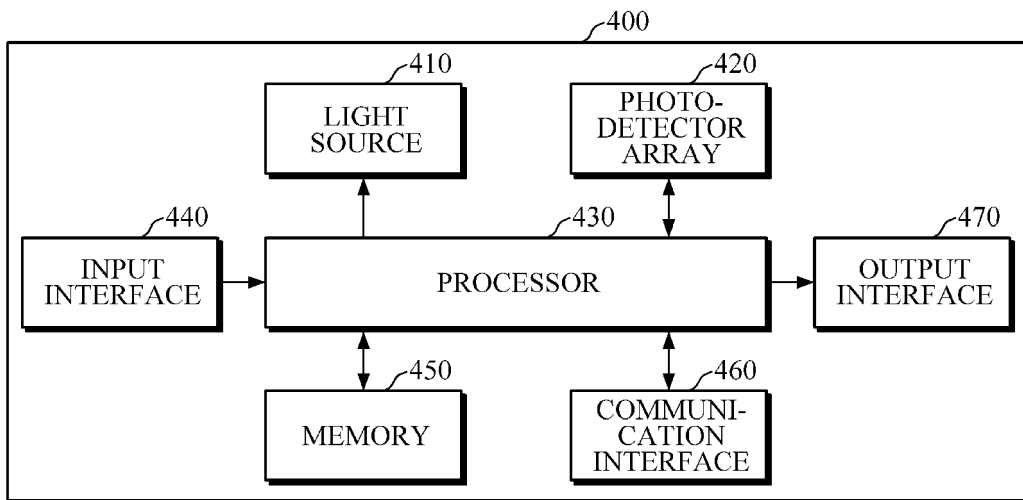 400
410
LIGHT
SOURCE
420
PHOTO-
DETECTOR
ARRAY
440
INPUT
INTERFACE
430
PROCESSOR
470
OUTPUT
INTERFACE
450
MEMORY
460
COMMUNI-
CATION
INTERFACE